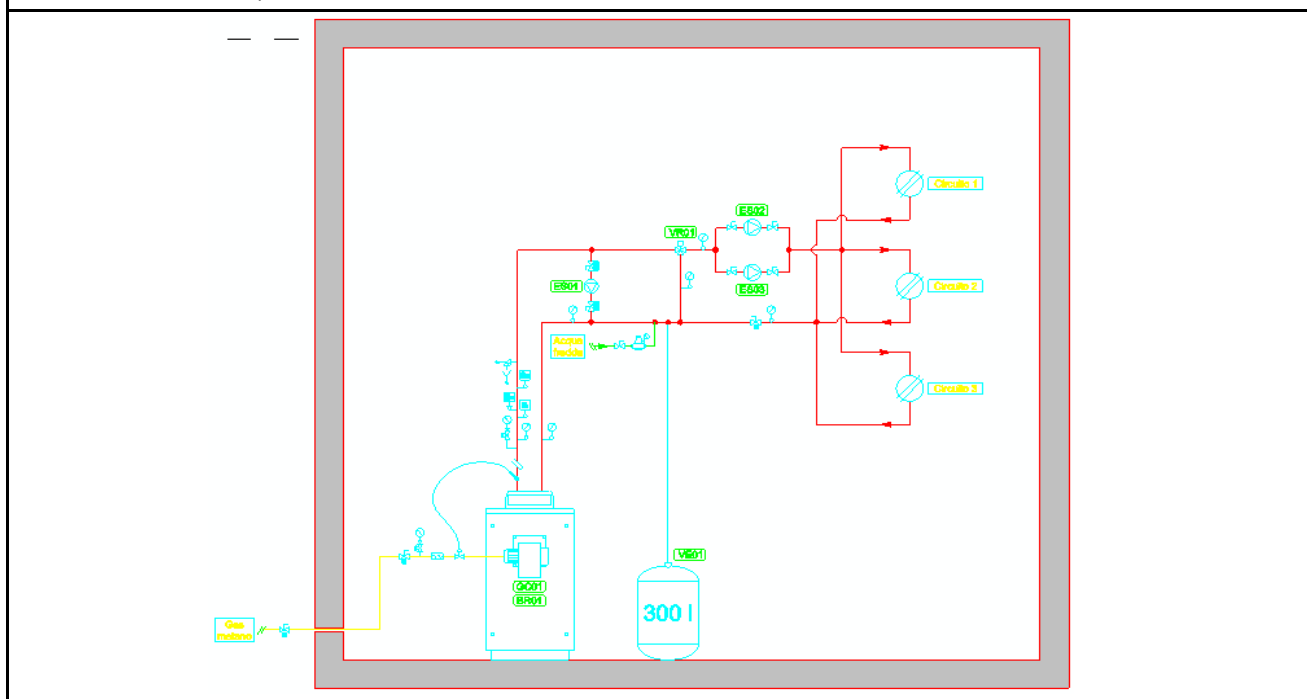 Circuito 1
ES02
VR01
ES03
ES01
Circuito 2
Acqua
fredda
Circuito 3
VE01
GC01
BR01
300 l
Gas
metano